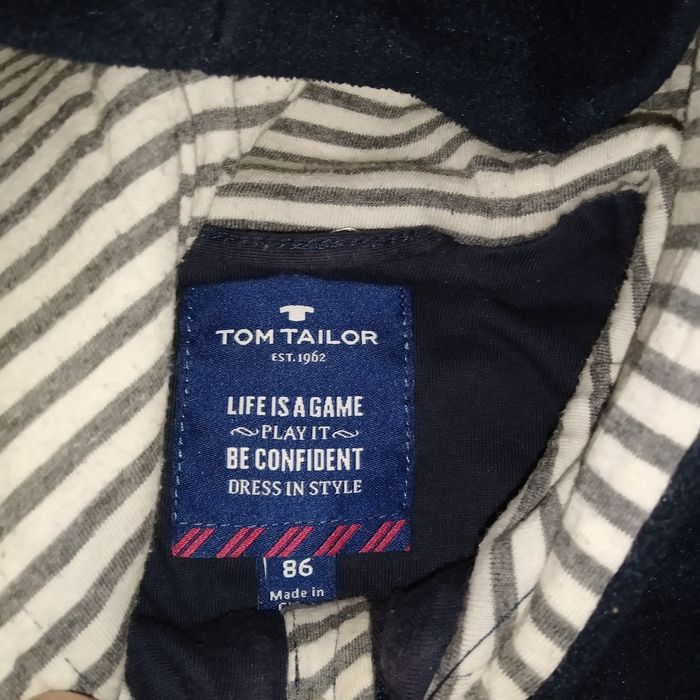 TOM TAILOR
EST. 1962
LIFE IS A GAME
PLAY IT
BE CONFIDENT
DRESS IN STYLE
86
Made in